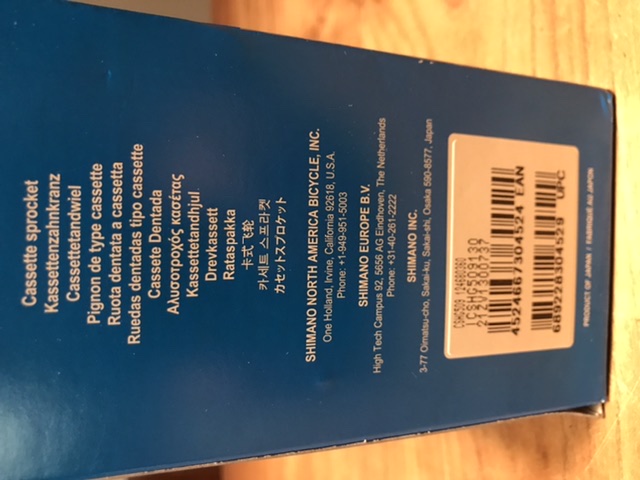 Cassette sprocket
Kassettenzahnkranz
Cassettetandwiel
Pignon de type cassette
Ruota dentata a cassetta
Ruedas dentadas tipo cassette
Cassete Dentada
Αλυσοτροχός κασέτας
Kassettetandhjul
Drevkassett
Rataspakka
卡式飞轮
카세트 스프라켓
カセットスプロケット
SHIMANO NORTH AMERICA BICYCLE, INC.
One Holland, Irvine, California 92618, U.S.A.
Phone: +1-949-951-5003
SHIMANO EUROPE B.V.
High Tech Campus 92, 5656 AG Eindhoven, The Netherlands
Phone: +31-40-261-2222
SHIMANO INC.
3-77 Oimatsu-cho, Sakai-ku, Sakai-shi, Osaka 590-8577, Japan
ICSHG5009130
212V1300737
4524667304524 EAN
689228304529 UPC
PRODUCT OF JAPAN / FABRIQUÉ AU JAPON